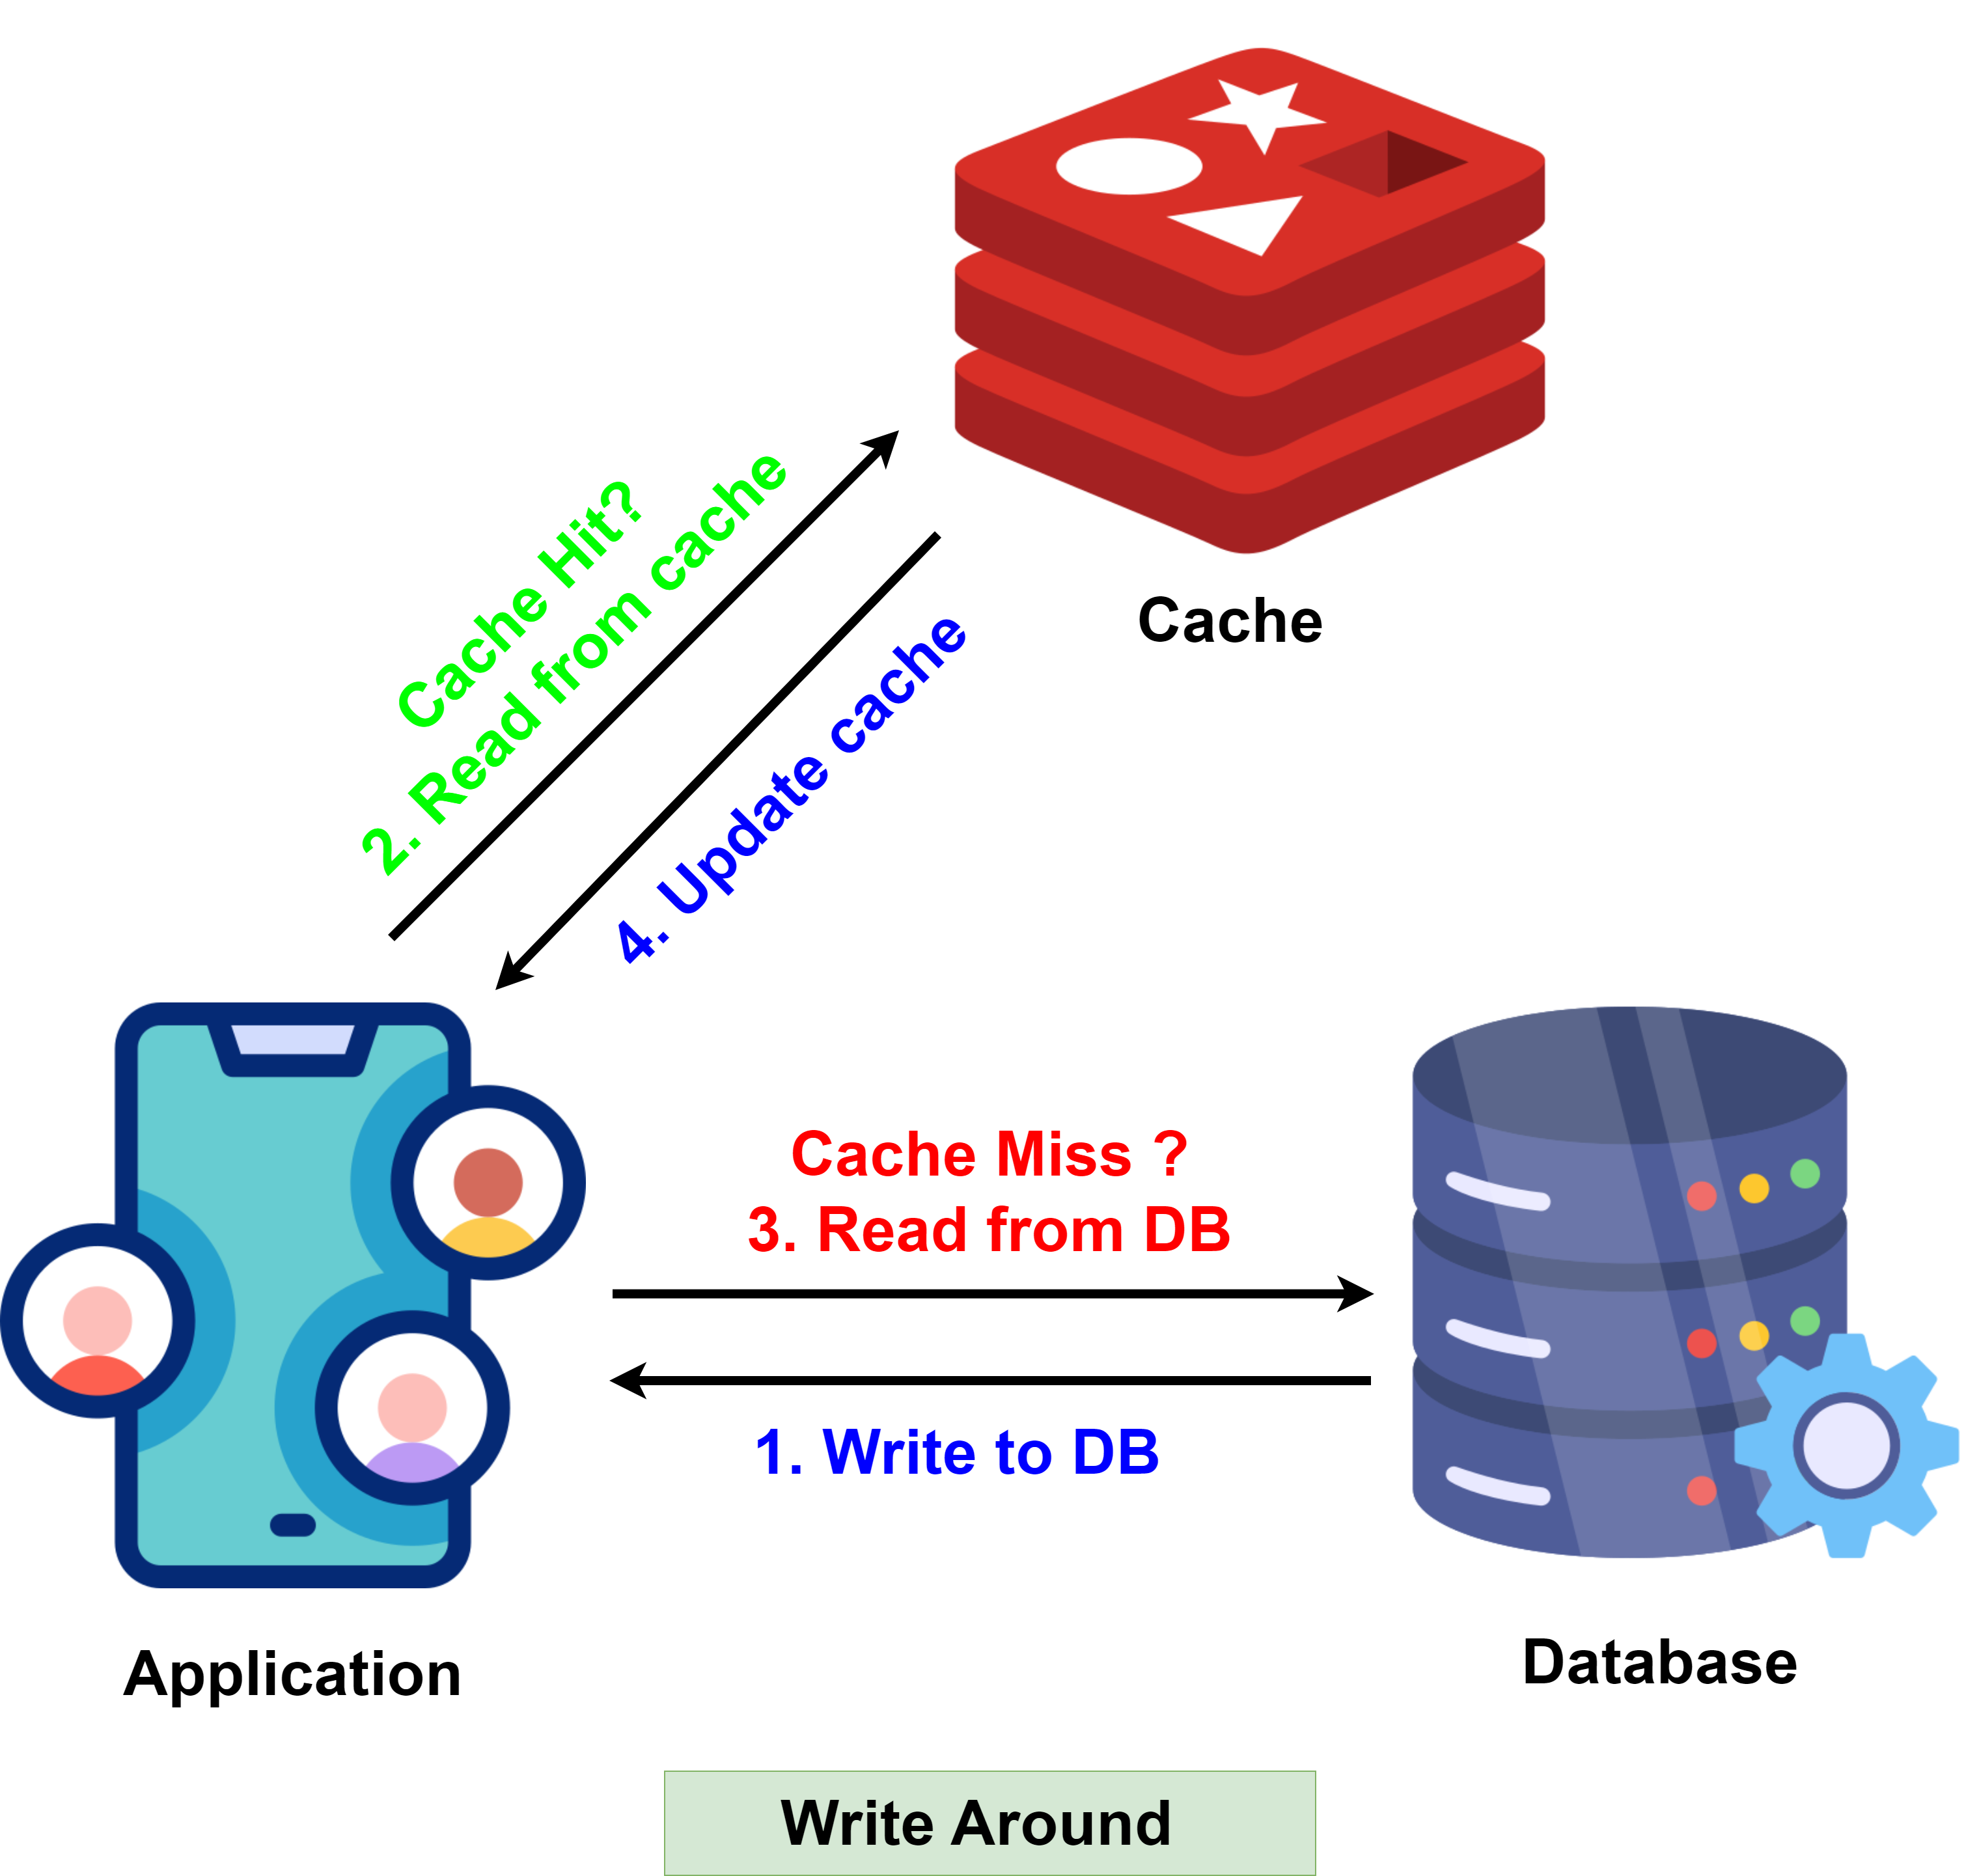 Cache Hit?
2. Read from cache
Cache
4. Update cache
Cache Miss ?
3. Read from DB
1. Write to DB
Application
Database
Write Around